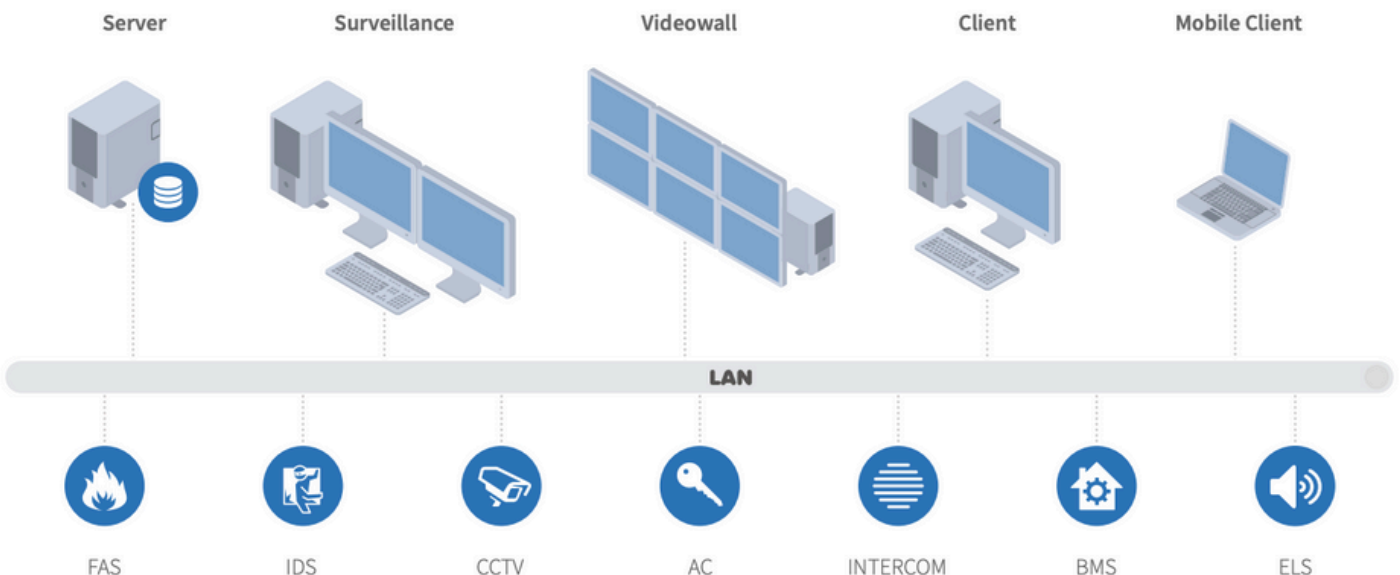 Server Surveillance Videowall Client Mobile Client
LAN
FAS IDS CCTV AC INTERCOM BMS ELS